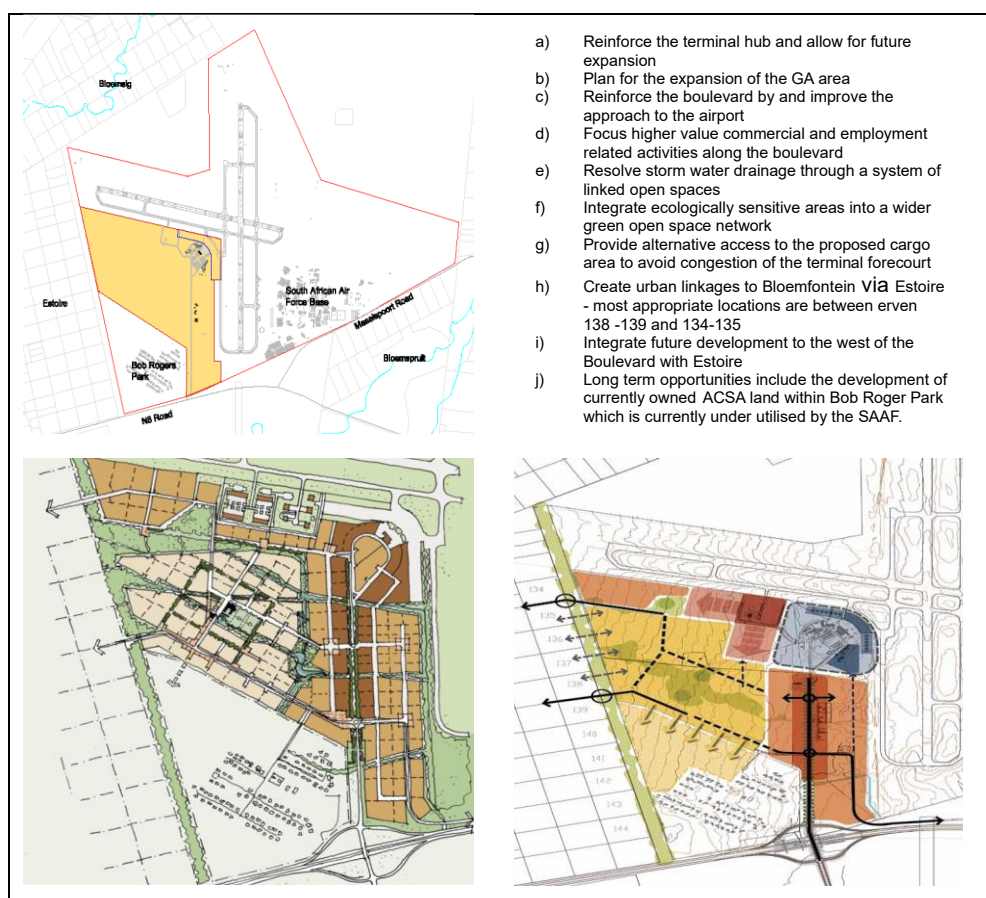 Bloemsig
Estoire
South African Air
Force Base
Maselspoort Road
Bloemspruit
Bob Rogers
Park
N8 Road
a) Reinforce the terminal hub and allow for future
expansion
b) Plan for the expansion of the GA area
c) Reinforce the boulevard by and improve the
approach to the airport
d) Focus higher value commercial and employment
related activities along the boulevard
e) Resolve storm water drainage through a system of
linked open spaces
f) Integrate ecologically sensitive areas into a wider
green open space network
g) Provide alternative access to the proposed cargo
area to avoid congestion of the terminal forecourt
h) Create urban linkages to Bloemfontein via Estoire
- most appropriate locations are between erven
138 -139 and 134-135
i) Integrate future development to the west of the
Boulevard with Estoire
j) Long term opportunities include the development of
currently owned ACSA land within Bob Roger Park
which is currently under utilised by the SAAF.
134
135
136
137
138
139
140
141
142
143
144